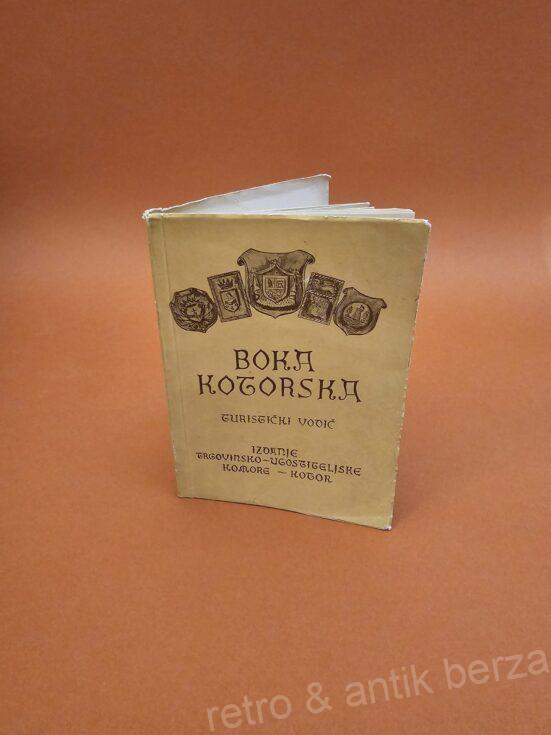 BOKA
KOTORSKA
TURISTIČKI VODIČ
IZDANJE
TRGOVINSKO-UGOSTITELJSKE
KOMORE – KOTOR
retro & antik berza